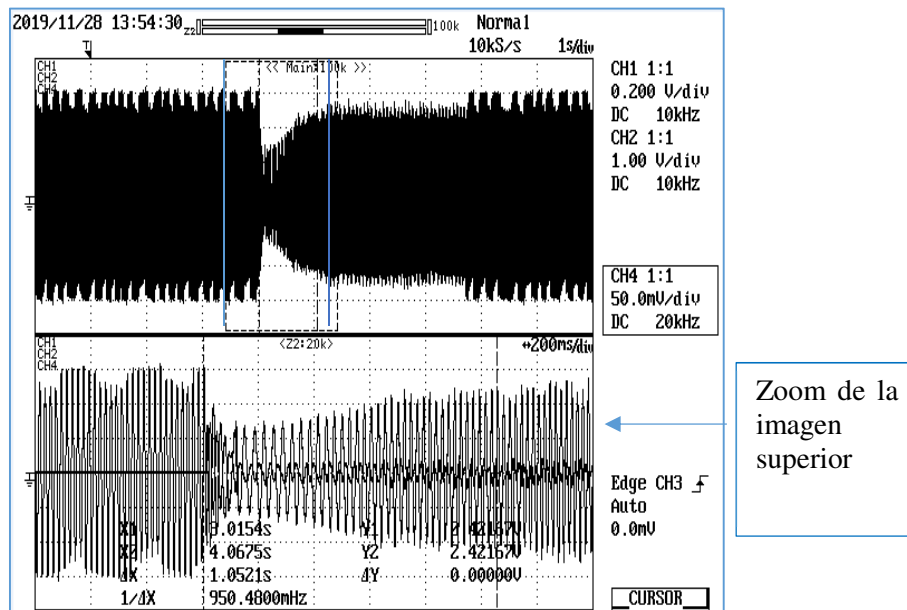 2019/11/28 13:54:30
Z2
100k
Normal
10kS/s 1s/div
T
CH1
CH2
CH4
<< Main:100k >>
CH1 1:1
0.200 V/div
DC 10kHz
CH2 1:1
1.00 V/div
DC 10kHz
CH4 1:1
50.0mV/div
DC 20kHz
CH1
CH2
CH4
<Z2:20k>
↔200ms/div
Zoom de la
imagen
superior
Edge CH3
Auto
0.0mV
X1 3.0154s Y1 2.42167V
X2 4.0675s Y2 2.42167V
ΔX 1.0521s ΔY 0.00000V
1/ΔX 950.4800mHz
CURSOR